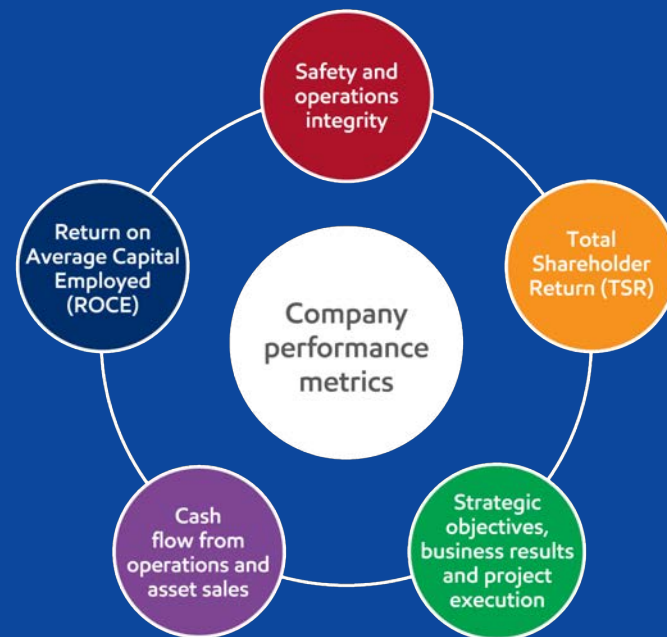 Safety and
operations
integrity
Return on
Average Capital
Employed
(ROCE)
Total
Shareholder
Return (TSR)
Company
performance
metrics
Cash
flow from
operations and
asset sales
Strategic
objectives,
business results
and project
execution